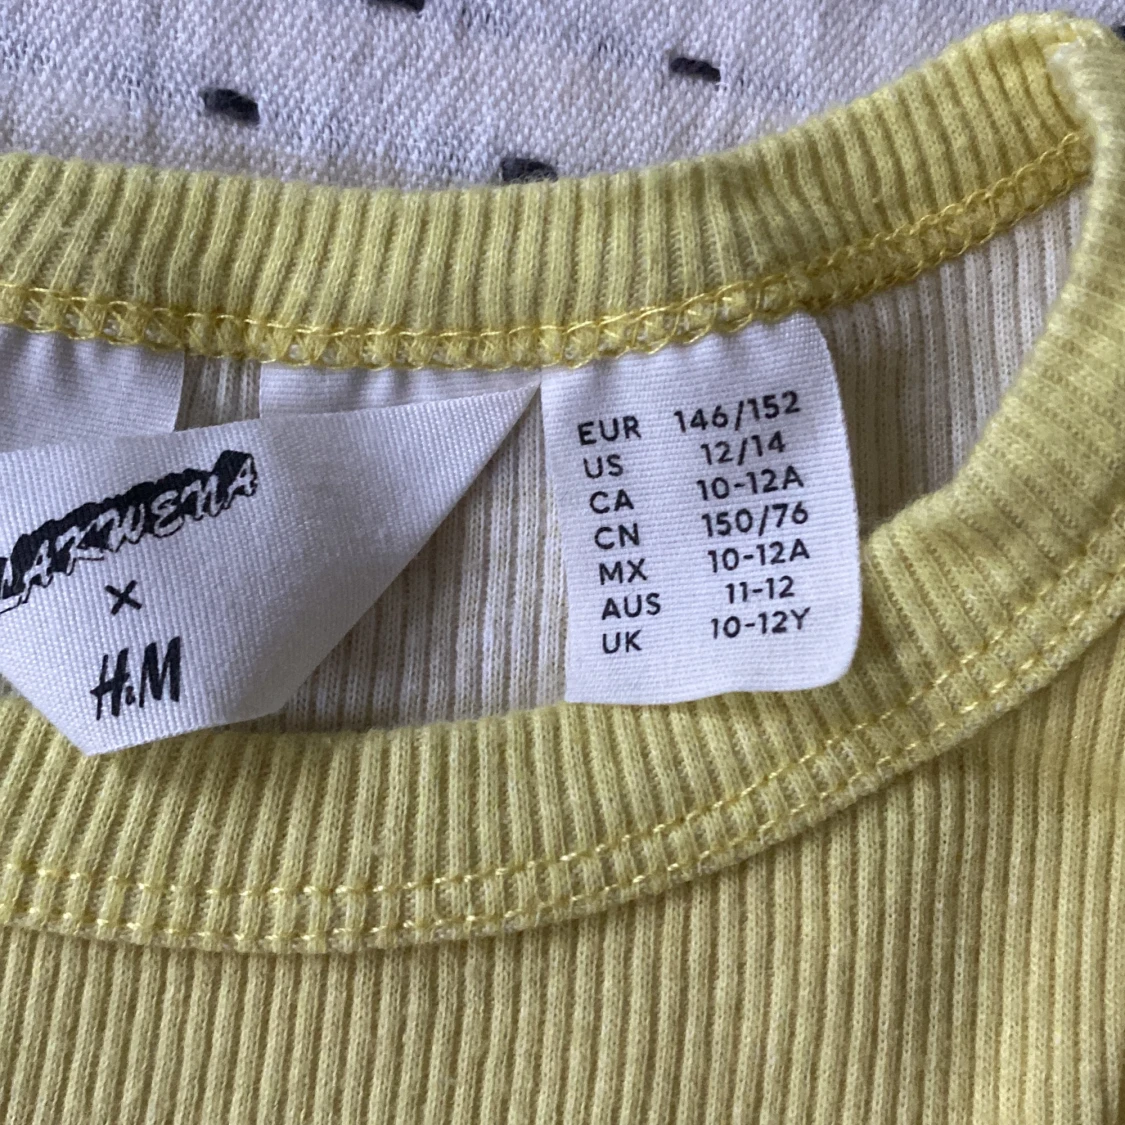 LARWENA
×
H&M
EUR 146/152
US 12/14
CA 10-12A
CN 150/76
MX 10-12A
AUS 11-12
UK 10-12Y